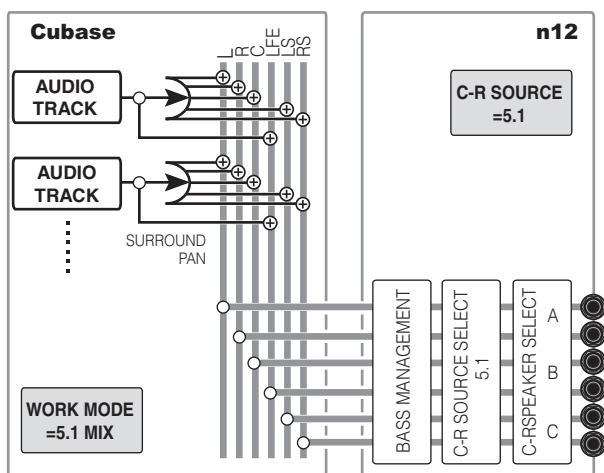 Cubase
n12
L
R
C
LFE
LS
RS
AUDIO
TRACK
C-R SOURCE
=5.1
AUDIO
TRACK
SURROUND
PAN
BASS MANAGEMENT
C-R SOURCE SELECT
5.1
C-RSPEAKER SELECT
A
B
C
WORK MODE
=5.1 MIX